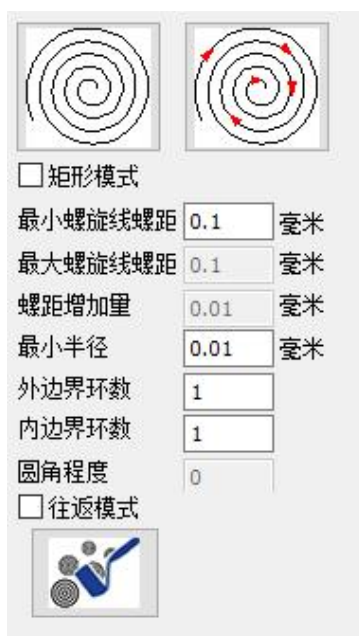 矩形模式
最小螺旋线螺距 0.1 毫米
最大螺旋线螺距 0.1 毫米
螺距增加量 0.01 毫米
最小半径 0.01 毫米
外边界环数 1
内边界环数 1
圆角程度 0
往返模式